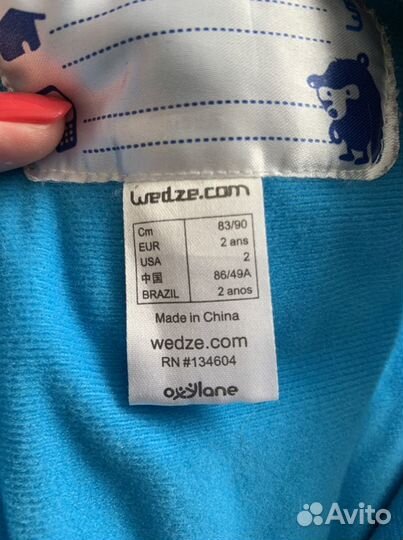 wedze.com
Cm 83/90
EUR 2 ans
USA 2
中国 86/49A
BRAZIL 2 anos
Made in China
wedze.com
RN #134604
oxylane
Avito